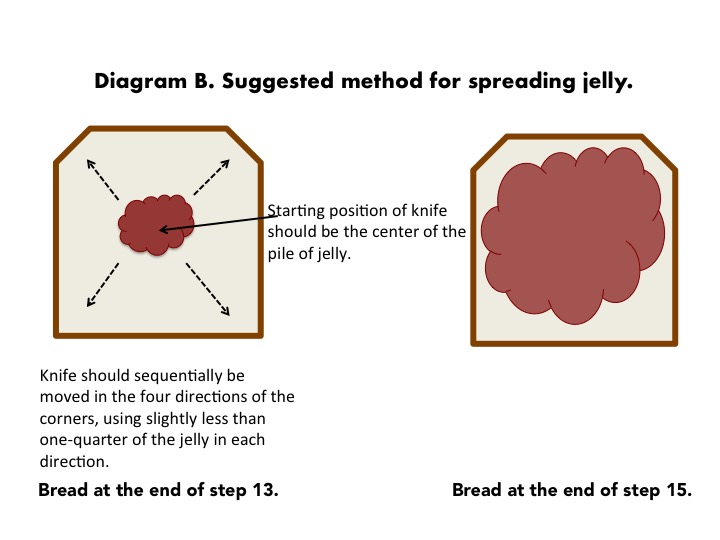 Diagram B. Suggested method for spreading jelly.
Starting position of knife
should be the center of the
pile of jelly.
Knife should sequentially be
moved in the four directions of the
corners, using slightly less than
one-quarter of the jelly in each
direction.
Bread at the end of step 13.
Bread at the end of step 15.